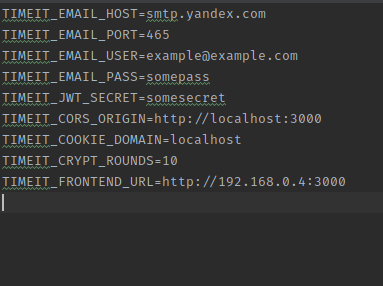 TIMEIT_EMAIL_HOST=smtp.yandex.com
TIMEIT_EMAIL_PORT=465
TIMEIT_EMAIL_USER=example@example.com
TIMEIT_EMAIL_PASS=somepass
TIMEIT_JWT_SECRET=somesecret
TIMEIT_CORS_ORIGIN=http://localhost:3000
TIMEIT_COOKIE_DOMAIN=localhost
TIMEIT_CRYPT_ROUNDS=10
TIMEIT_FRONTEND_URL=http://192.168.0.4:3000